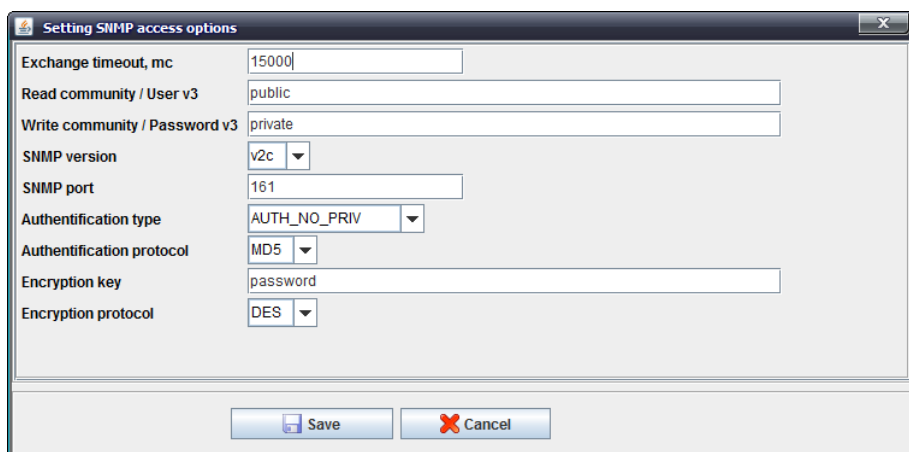 Setting SNMP access options
X
Exchange timeout, mc 15000
Read community / User v3 public
Write community / Password v3 private
SNMP version v2c
SNMP port 161
Authentification type AUTH_NO_PRIV
Authentification protocol MD5
Encryption key password
Encryption protocol DES
Save Cancel